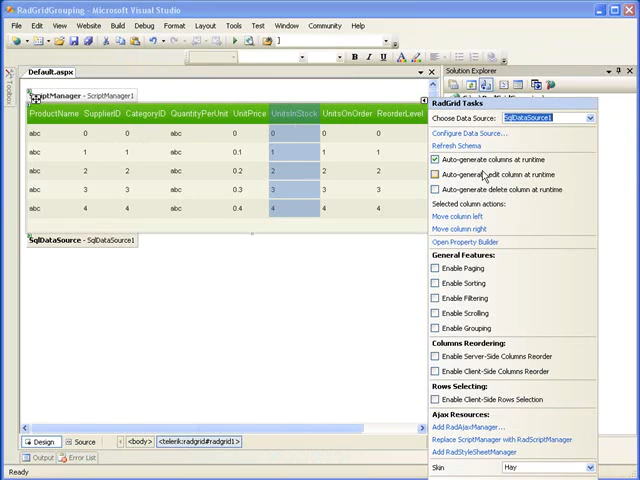 RadGridGrouping - Microsoft Visual Studio
File Edit View Website Build Debug Format Layout Tools Window Help
B I U
Default.aspx
Solution Explorer
Toolbox
ScriptManager - ScriptManager1
RadGrid Tasks
ProductName SupplierID CategoryID QuantityPerUnit UnitPrice UnitsInStock UnitsOnOrder ReorderLevel
abc 0 0 abc 0 0 0 0
abc 1 1 abc 0.1 1 1 1
abc 2 2 abc 0.2 2 2 2
abc 3 3 abc 0.3 3 3 3
abc 4 4 abc 0.4 4 4 4
SqlDataSource - SqlDataSource1
Choose Data Source: SqlDataSource1
Configure Data Source...
Refresh Schema
Auto-generate columns at runtime
Auto-generate edit column at runtime
Auto-generate delete column at runtime
Selected column actions:
Move column left
Move column right
Open Property Builder
General Features:
Enable Paging
Enable Sorting
Enable Filtering
Enable Scrolling
Enable Grouping
Columns Reordering:
Enable Server-Side Columns Reorder
Enable Client-Side Columns Reorder
Rows Selecting:
Enable Client-Side Rows Selection
Ajax Resources:
Add RadAjaxManager...
Replace ScriptManager with RadScriptManager
Add RadStyleSheetManager
Skin Hay
Design Source <body> <telerik:radgrid#radgrid1>
Output Error List
Ready